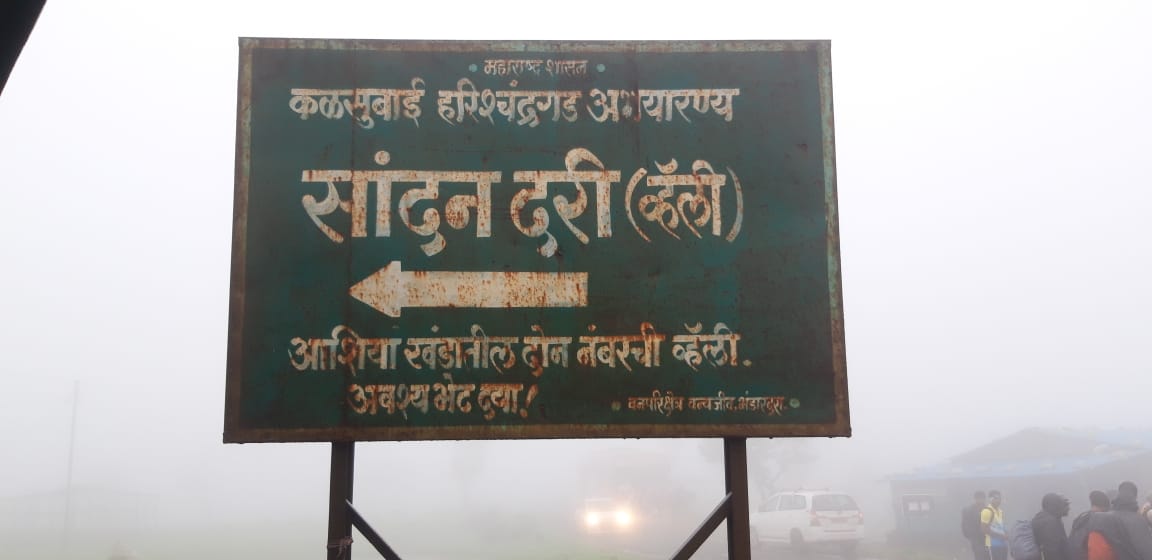 महाराष्ट्र शासन
कळसुबाई हरिश्चंद्रगड अभयारण्य
सांदन दरी (व्हॅली)
आशिया खंडातील दोन नंबरची व्हॅली.
अवश्य भेट द्या!
वनपरिक्षेत्र वन्यजीव. भंडारदरा.